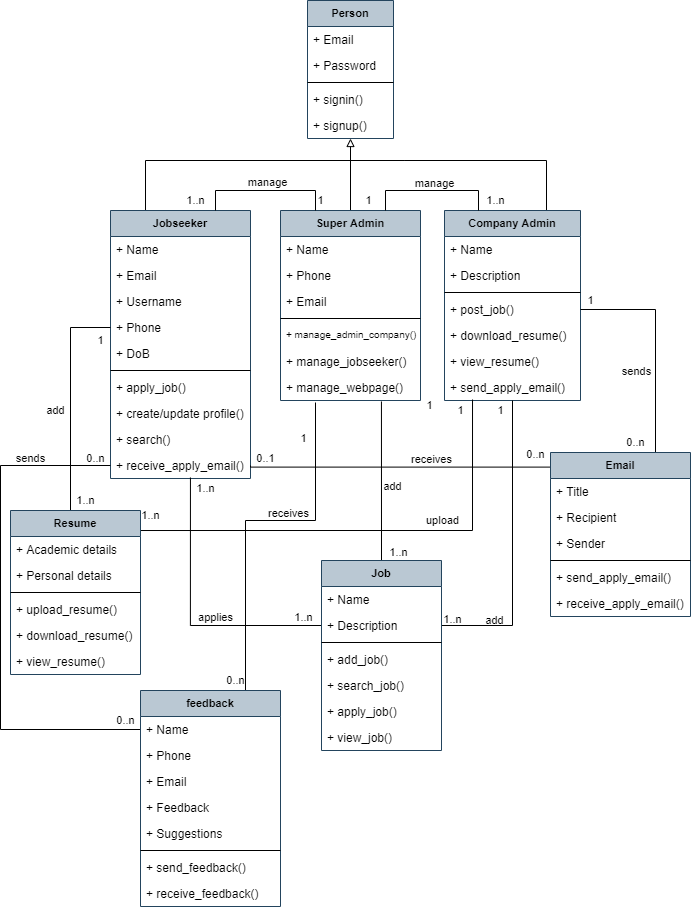 Person
+ Email
+ Password
+ signin()
+ signup()
manage
manage
1..n
1
1
1..n
Jobseeker
+ Name
+ Email
+ Username
+ Phone
+ DoB
+ apply_job()
+ create/update profile()
+ search()
+ receive_apply_email()
Super Admin
+ Name
+ Phone
+ Email
+ manage_admin_company()
+ manage_jobseeker()
+ manage_webpage()
Company Admin
+ Name
+ Description
+ post_job()
+ download_resume()
+ view_resume()
+ send_apply_email()
1
sends
0..n
1
add
1..n
sends
0..n
0..1
receives
0..n
1
1
1
1
1..n
Email
+ Title
+ Recipient
+ Sender
+ send_apply_email()
+ receive_apply_email()
add
1..n
receives
upload
1..n
Resume
+ Academic details
+ Personal details
+ upload_resume()
+ download_resume()
+ view_resume()
applies
1..n
1..n
add
Job
+ Name
+ Description
+ add_job()
+ search_job()
+ apply_job()
+ view_job()
0..n
0..n
feedback
+ Name
+ Phone
+ Email
+ Feedback
+ Suggestions
+ send_feedback()
+ receive_feedback()